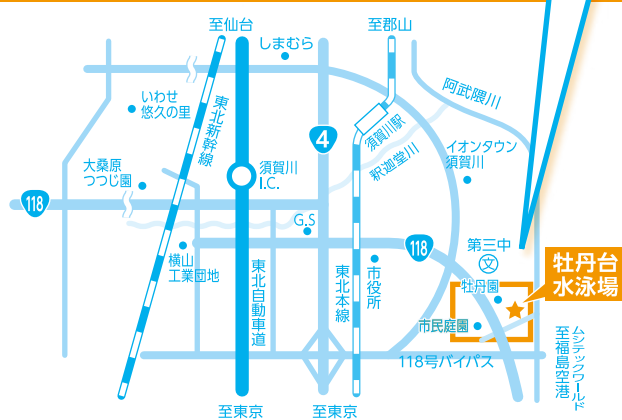 至仙台
至郡山
しまむら
阿武隈川
いわせ
悠久の里
東北新幹線
4
須賀川駅
釈迦堂川
イオンタウン
須賀川
大桑原
つつじ園
須賀川
I.C.
118
G.S
118
第三中
文
横山
工業団地
東北自動車道
東北本線
市役所
牡丹園
牡丹台
水泳場
市民庭園
118号バイパス
ムシテックワールド
至福島空港
至東京
至東京